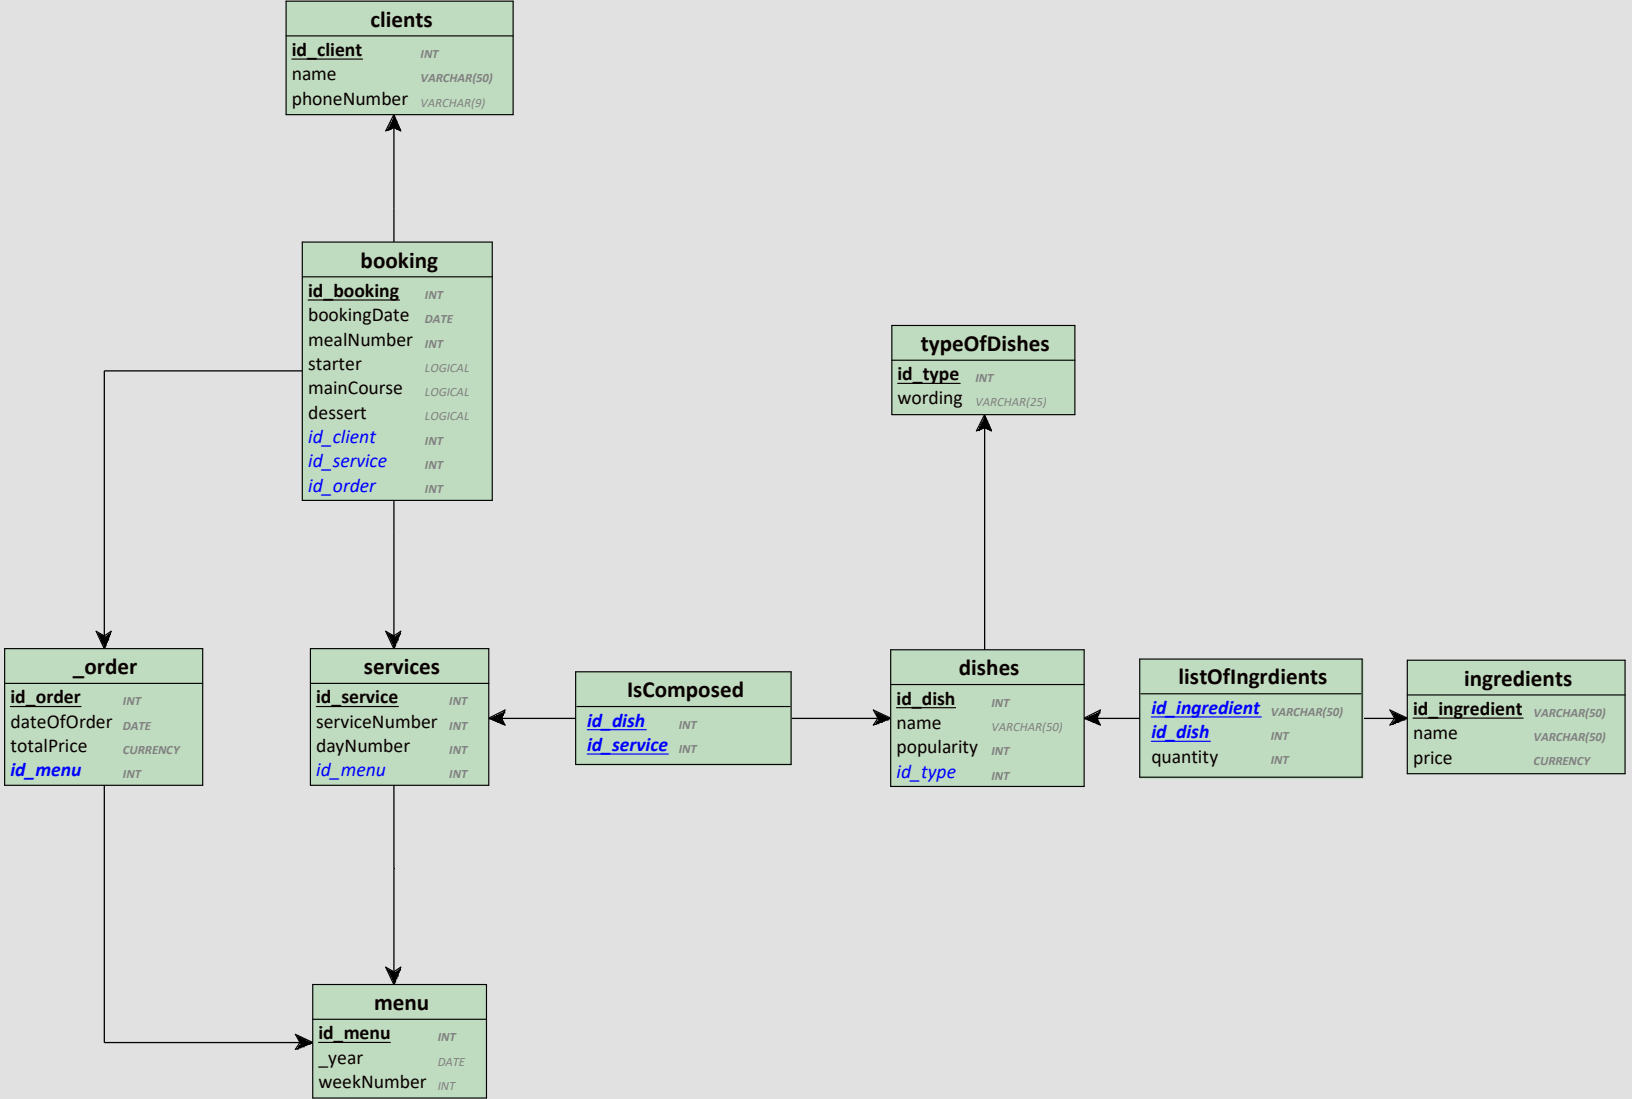 clients
id_client INT
name VARCHAR(50)
phoneNumber VARCHAR(9)
booking
id_booking INT
bookingDate DATE
mealNumber INT
starter LOGICAL
mainCourse LOGICAL
dessert LOGICAL
id_client INT
id_service INT
id_order INT
typeOfDishes
id_type INT
wording VARCHAR(25)
_order
id_order INT
dateOfOrder DATE
totalPrice CURRENCY
id_menu INT
services
id_service INT
serviceNumber INT
dayNumber INT
id_menu INT
IsComposed
id_dish INT
id_service INT
dishes
id_dish INT
name VARCHAR(50)
popularity INT
id_type INT
listOfIngrdients
id_ingredient VARCHAR(50)
id_dish INT
quantity INT
ingredients
id_ingredient VARCHAR(50)
name VARCHAR(50)
price CURRENCY
menu
id_menu INT
_year DATE
weekNumber INT